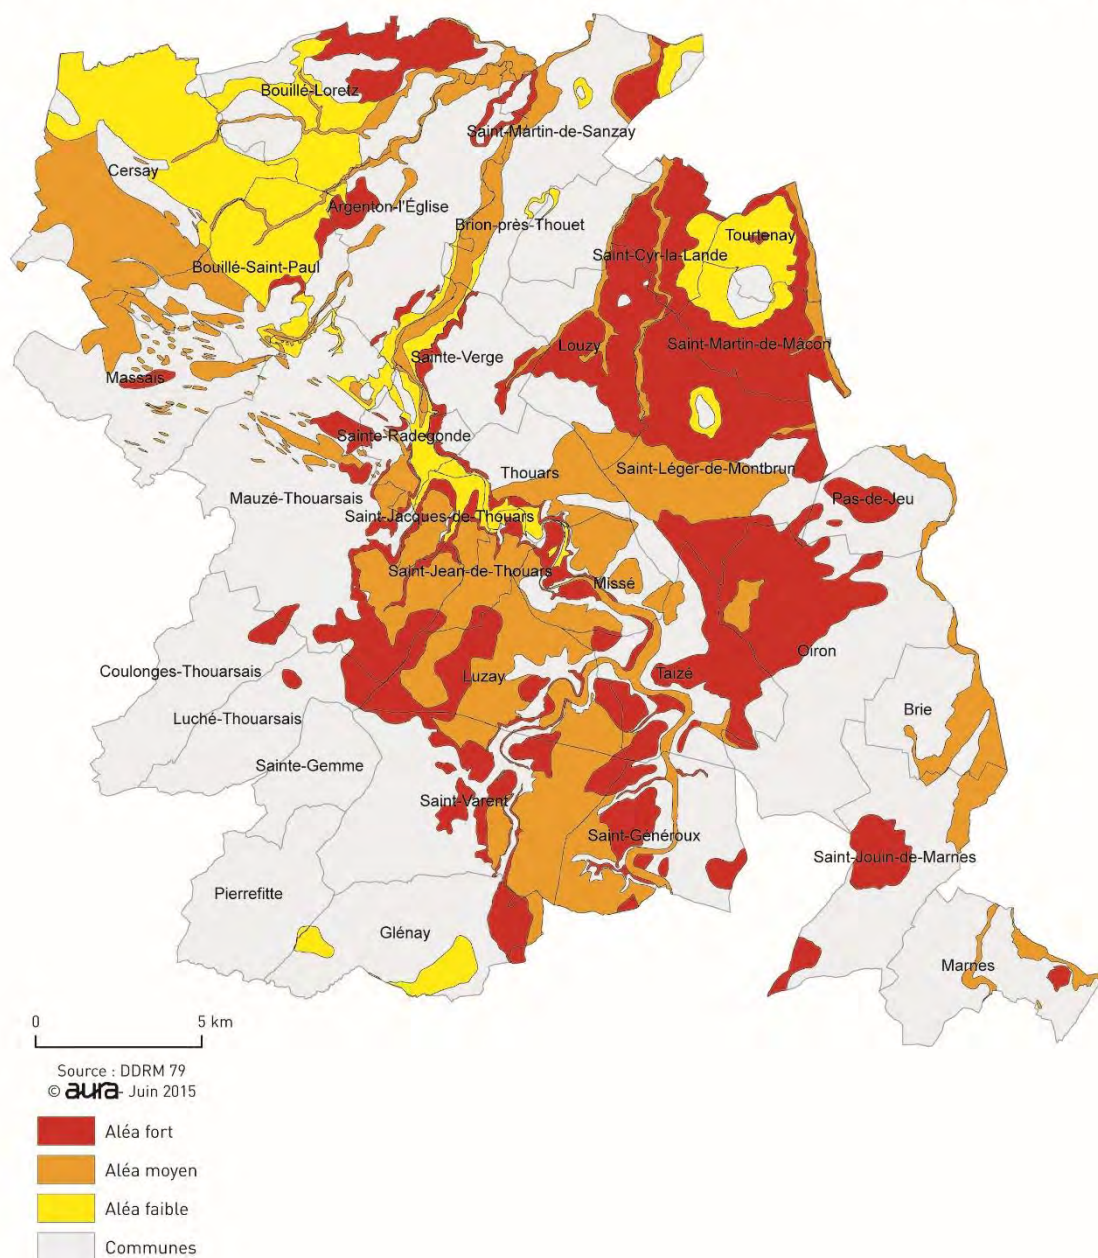 Bouillé-Loretz
Saint-Martin-de-Sanzay
Cersay
Argenton-l'Église
Brion-près-Thouet
Tourtenay
Saint-Cyr-la-Lande
Bouillé-Saint-Paul
Louzy
Saint-Martin-de-Mâcon
Sainte-Verge
Massais
Sainte-Radegonde
Thouars
Saint-Léger-de-Montbrun
Mauzé-Thouarsais
Pas-de-Jeu
Saint-Jacques-de-Thouars
Saint-Jean-de-Thouars
Missé
Oiron
Coulonges-Thouarsais
Luzay
Taizé
Luché-Thouarsais
Brie
Sainte-Gemme
Saint-Varent
Saint-Généroux
Saint-Jouin-de-Marnes
Pierrefitte
Glénay
Marnes
0 5 km
Source : DDRM 79
© aura - Juin 2015
Aléa fort
Aléa moyen
Aléa faible
Communes